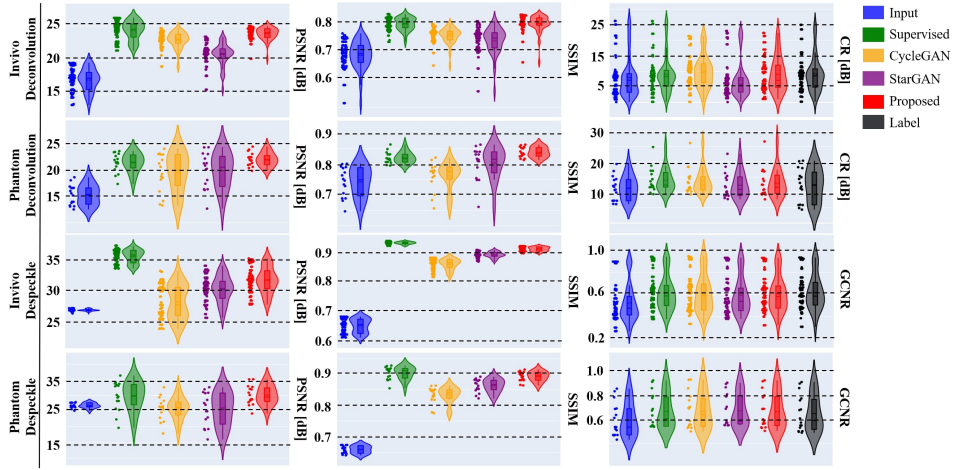 Invivo
Deconvolution
25
20
15
PSNR [dB]
0.8
0.7
0.6
SSIM
25
15
5
CR [dB]
Input
Supervised
CycleGAN
StarGAN
Proposed
Label
Phantom
Deconvolution
25
20
15
PSNR [dB]
0.9
0.8
0.7
SSIM
30
20
10
CR [dB]
Invivo
Despeckle
35
30
25
PSNR [dB]
0.9
0.8
0.7
0.6
SSIM
1.0
0.6
0.2
GCNR
Phantom
Despeckle
35
25
15
PSNR [dB]
0.9
0.8
0.7
SSIM
1.0
0.8
0.6
GCNR